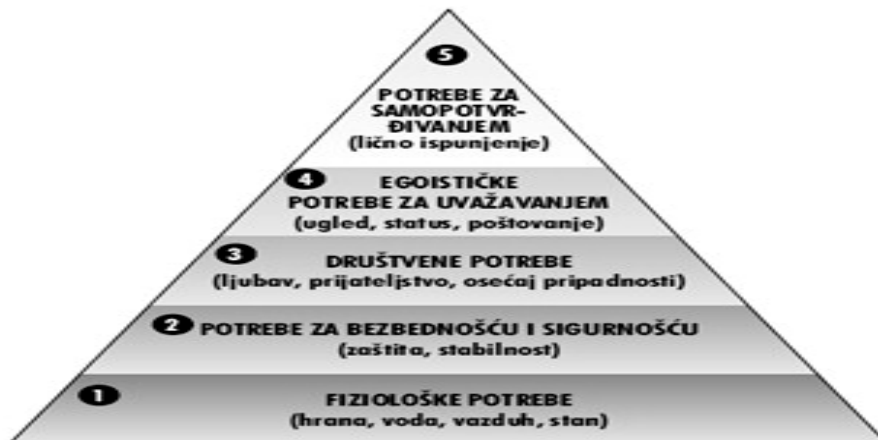 5
POTREBE ZA
SAMOPOTVR-
ĐIVANJEM
(lično ispunjenje)
4
EGOISTIČKE
POTREBE ZA UVAŽAVANJEM
(ugled, status, poštovanje)
3
DRUŠTVENE POTREBE
(ljubav, prijateljstvo, osećaj pripadnosti)
2 POTREBE ZA BEZBEDNOŠĆU I SIGURNOŠĆU
(zaštita, stabilnost)
1
FIZIOLOŠKE POTREBE
(hrana, voda, vazduh, stan)